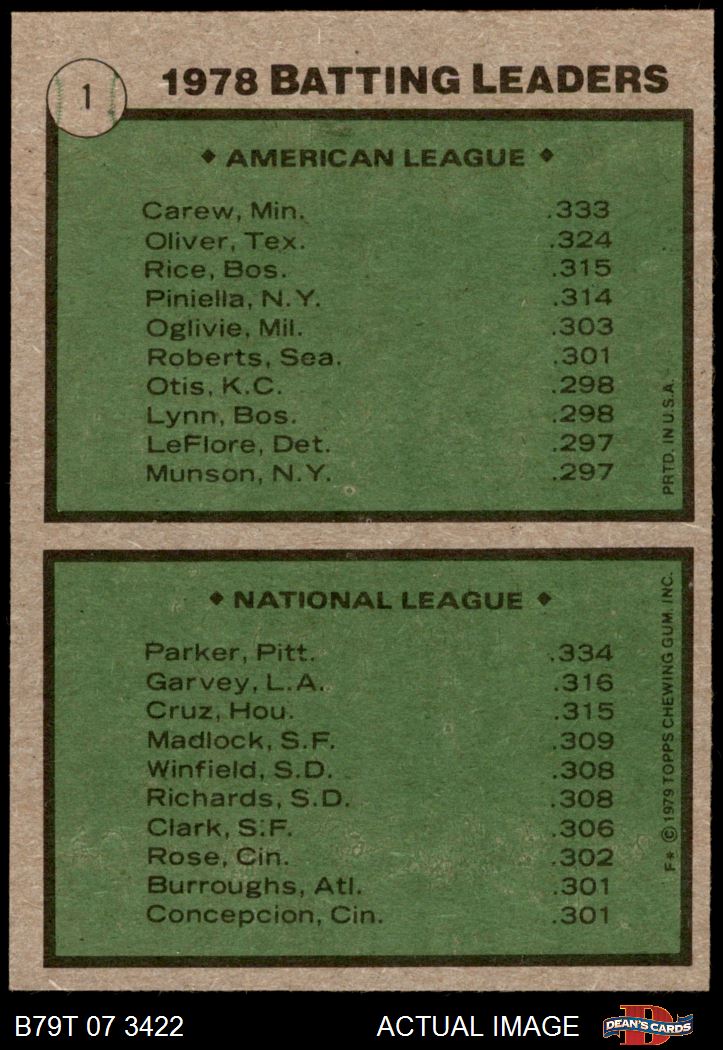 1
1978 BATTING LEADERS
◆ AMERICAN LEAGUE ◆
Carew, Min. .333
Oliver, Tex. .324
Rice, Bos. .315
Piniella, N.Y. .314
Oglivie, Mil. .303
Roberts, Sea. .301
Otis, K.C. .298
Lynn, Bos. .298
LeFlore, Det. .297
Munson, N.Y. .297
PRTD. IN U.S.A.
◆ NATIONAL LEAGUE ◆
Parker, Pitt. .334
Garvey, L.A. .316
Cruz, Hou. .315
Madlock, S.F. .309
Winfield, S.D. .308
Richards, S.D. .308
Clark, S.F. .306
Rose, Cin. .302
Burroughs, Atl. .301
Concepcion, Cin. .301
F* © 1979 TOPPS CHEWING GUM, INC.
B79T 07 3422 ACTUAL IMAGE
D
DEAN'S CARDS